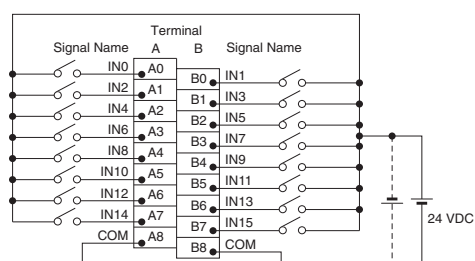 Terminal
Signal Name A B Signal Name
IN0 A0
B0 IN1
IN2 A1
B1 IN3
IN4 A2
B2 IN5
IN6 A3
B3 IN7
IN8 A4
B4 IN9
IN10 A5
B5 IN11
IN12 A6
B6 IN13
IN14 A7
B7 IN15
COM A8
B8 COM
24 VDC